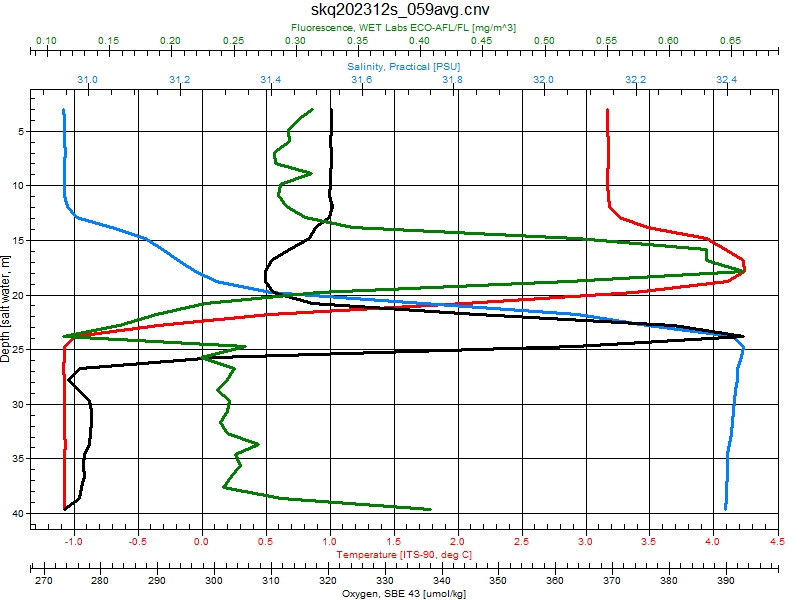 skq202312s_059avg.cnv
Fluorescence, WET Labs ECO-AFL/FL [mg/m^3]
0.10 0.15 0.20 0.25 0.30 0.35 0.40 0.45 0.50 0.55 0.60 0.65
Salinity, Practical [PSU]
31.0 31.2 31.4 31.6 31.8 32.0 32.2 32.4
Depth [salt water, m]
5
10
15
20
25
30
35
40
-1.0 -0.5 0.0 0.5 1.0 1.5 2.0 2.5 3.0 3.5 4.0 4.5
Temperature [ITS-90, deg C]
270 280 290 300 310 320 330 340 350 360 370 380 390
Oxygen, SBE 43 [umol/kg]